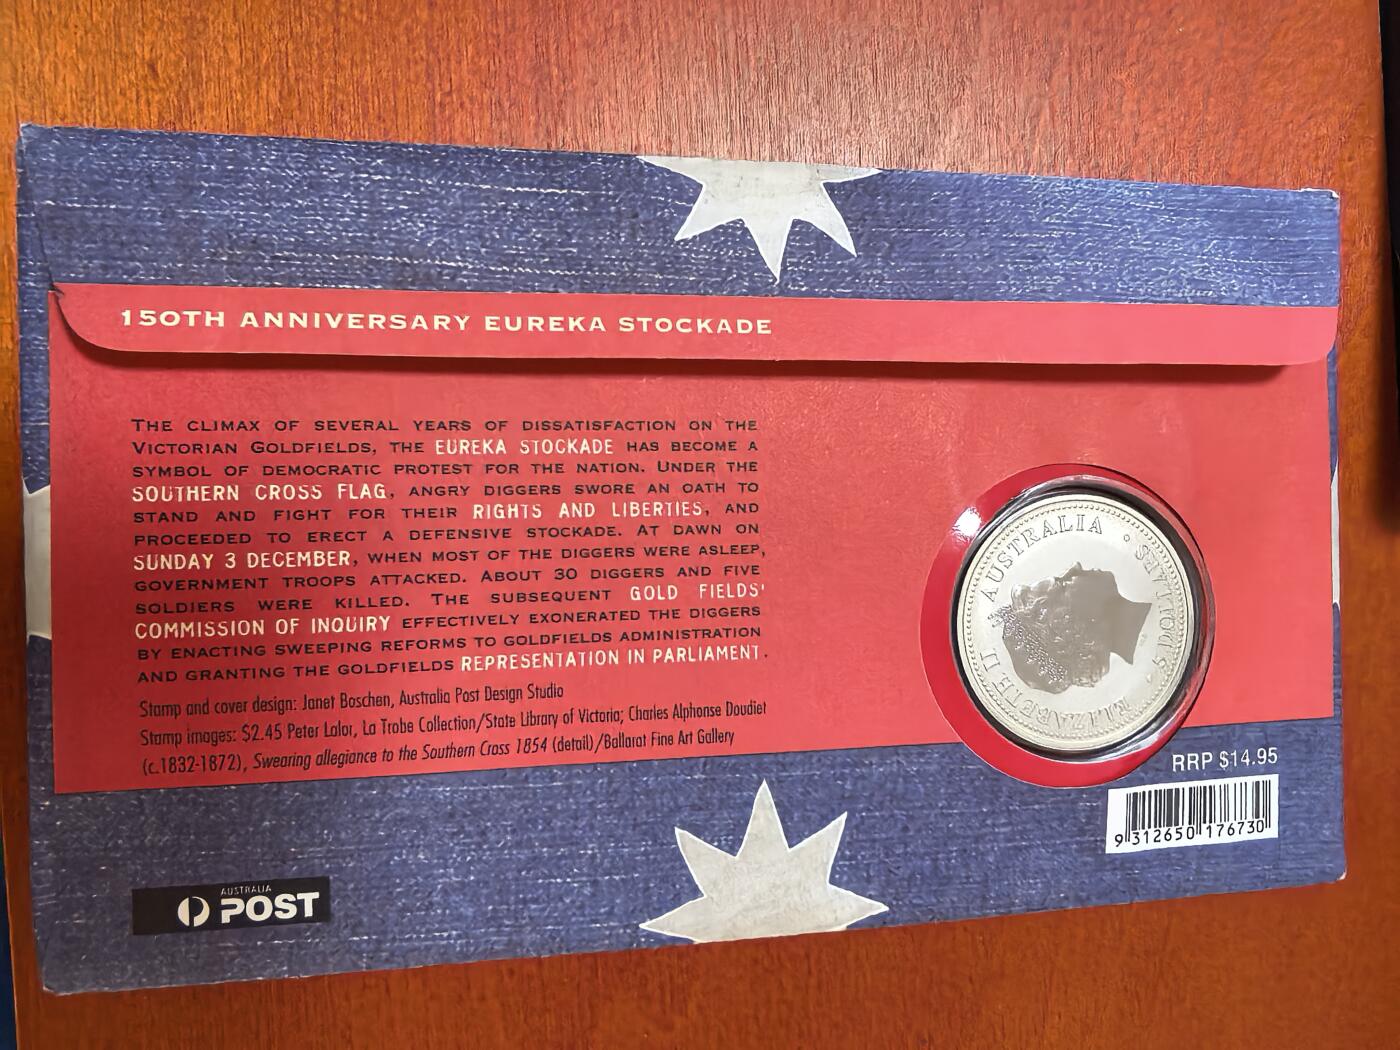 150TH ANNIVERSARY EUREKA STOCKADE
THE CLIMAX OF SEVERAL YEARS OF DISSATISFACTION ON THE
VICTORIAN GOLDFIELDS, THE EUREKA STOCKADE HAS BECOME A
SYMBOL OF DEMOCRATIC PROTEST FOR THE NATION. UNDER THE
SOUTHERN CROSS FLAG, ANGRY DIGGERS SWORE AN OATH TO
STAND AND FIGHT FOR THEIR RIGHTS AND LIBERTIES, AND
PROCEEDED TO ERECT A DEFENSIVE STOCKADE. AT DAWN ON
SUNDAY 3 DECEMBER, WHEN MOST OF THE DIGGERS WERE ASLEEP,
GOVERNMENT TROOPS ATTACKED. ABOUT 30 DIGGERS AND FIVE
SOLDIERS WERE KILLED. THE SUBSEQUENT GOLD FIELDS'
COMMISSION OF INQUIRY EFFECTIVELY EXONERATED THE DIGGERS
BY ENACTING SWEEPING REFORMS TO GOLDFIELDS ADMINISTRATION
AND GRANTING THE GOLDFIELDS REPRESENTATION IN PARLIAMENT.
Stamp and cover design: Janet Boschen, Australia Post Design Studio
Stamp images: $2.45 Peter Lalor, La Trobe Collection/State Library of Victoria; Charles Alphonse Doudiet
(c.1832-1872), Swearing allegiance to the Southern Cross 1854 (detail)/Ballarat Fine Art Gallery
ELIZABETH II AUSTRALIA
RRP $14.95
9 312650 176730
AUSTRALIA
POST